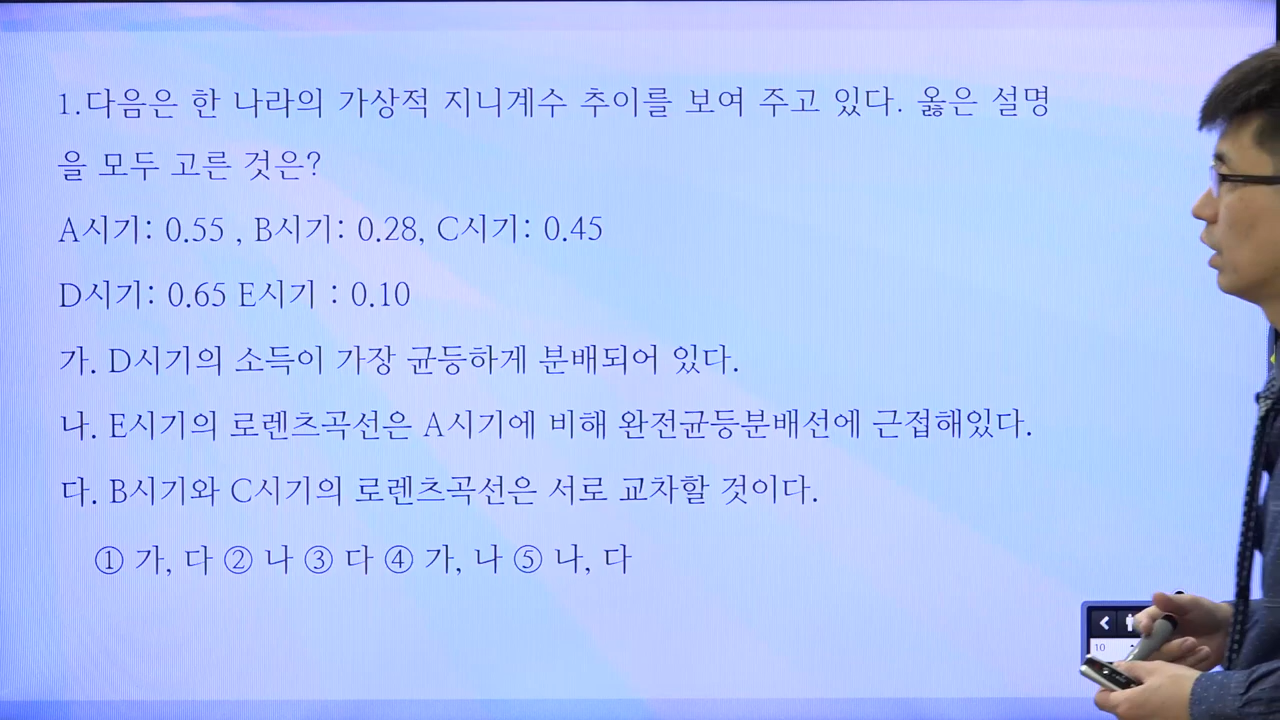 1.다음은 한 나라의 가상적 지니계수 추이를 보여 주고 있다. 옳은 설명
을 모두 고른 것은?
A시기: 0.55 , B시기: 0.28, C시기: 0.45
D시기: 0.65 E시기 : 0.10
가. D시기의 소득이 가장 균등하게 분배되어 있다.
나. E시기의 로렌츠곡선은 A시기에 비해 완전균등분배선에 근접해있다.
다. B시기와 C시기의 로렌츠곡선은 서로 교차할 것이다.
① 가, 다 ② 나 ③ 다 ④ 가, 나 ⑤ 나, 다
10